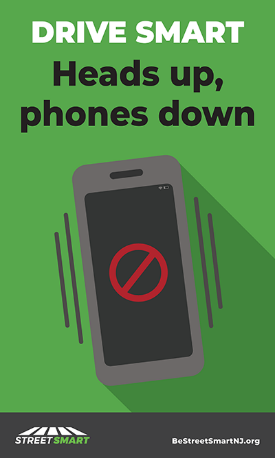 DRIVE SMART
Heads up,
phones down
STREETSMART
BeStreetSmartNJ.org